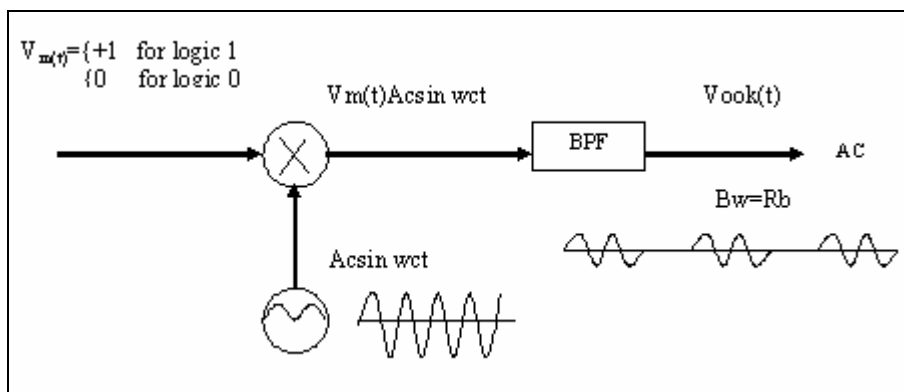 Vm(t)={+1 for logic 1
{0 for logic 0
Vm(t)Acsin wct
Vook(t)
BPF
AC
Bw=Rb
Acsin wct